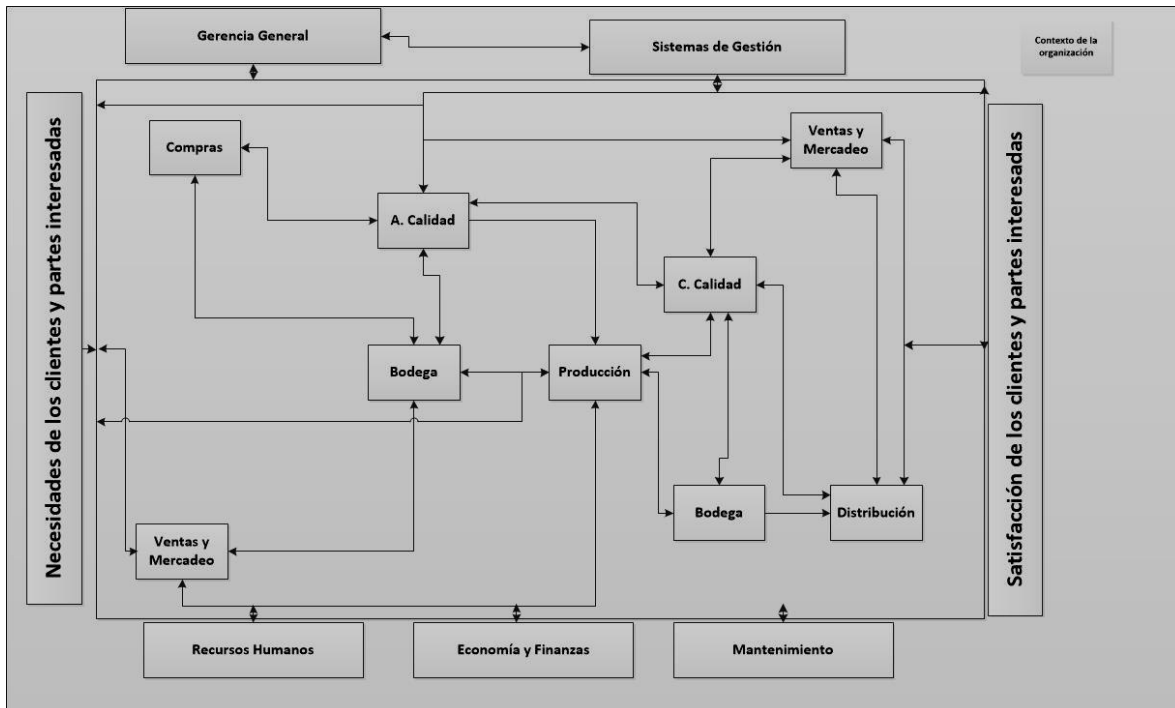 Gerencia General
Sistemas de Gestión
Contexto de la
organización
Necesidades de los clientes y partes interesadas
Compras
Ventas y
Mercadeo
A. Calidad
C. Calidad
Bodega
Producción
Bodega
Distribución
Ventas y
Mercadeo
Satisfacción de los clientes y partes interesadas
Recursos Humanos
Economía y Finanzas
Mantenimiento